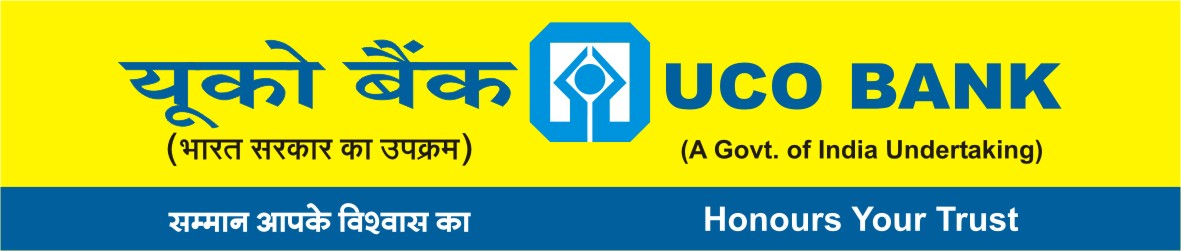 यूको बैंक
(भारत सरकार का उपक्रम)
UCO BANK
(A Govt. of India Undertaking)
सम्मान आपके विश्वास का
Honours Your Trust